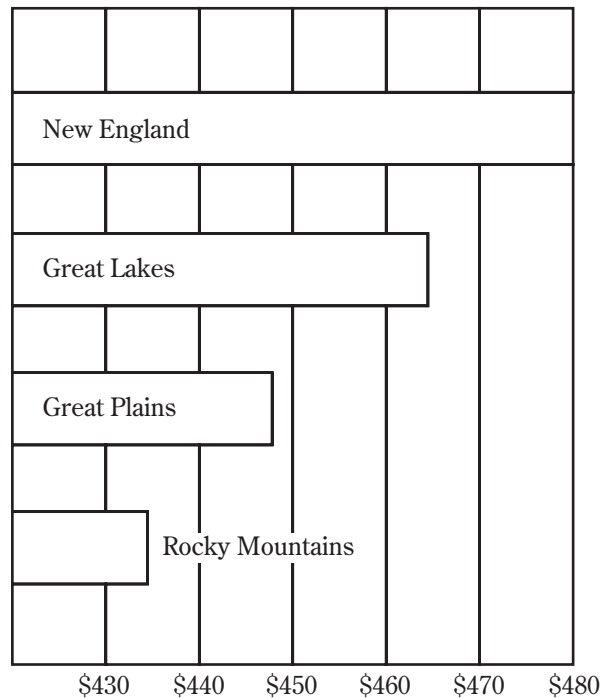 New England
Great Lakes
Great Plains
Rocky Mountains
$430 $440 $450 $460 $470 $480